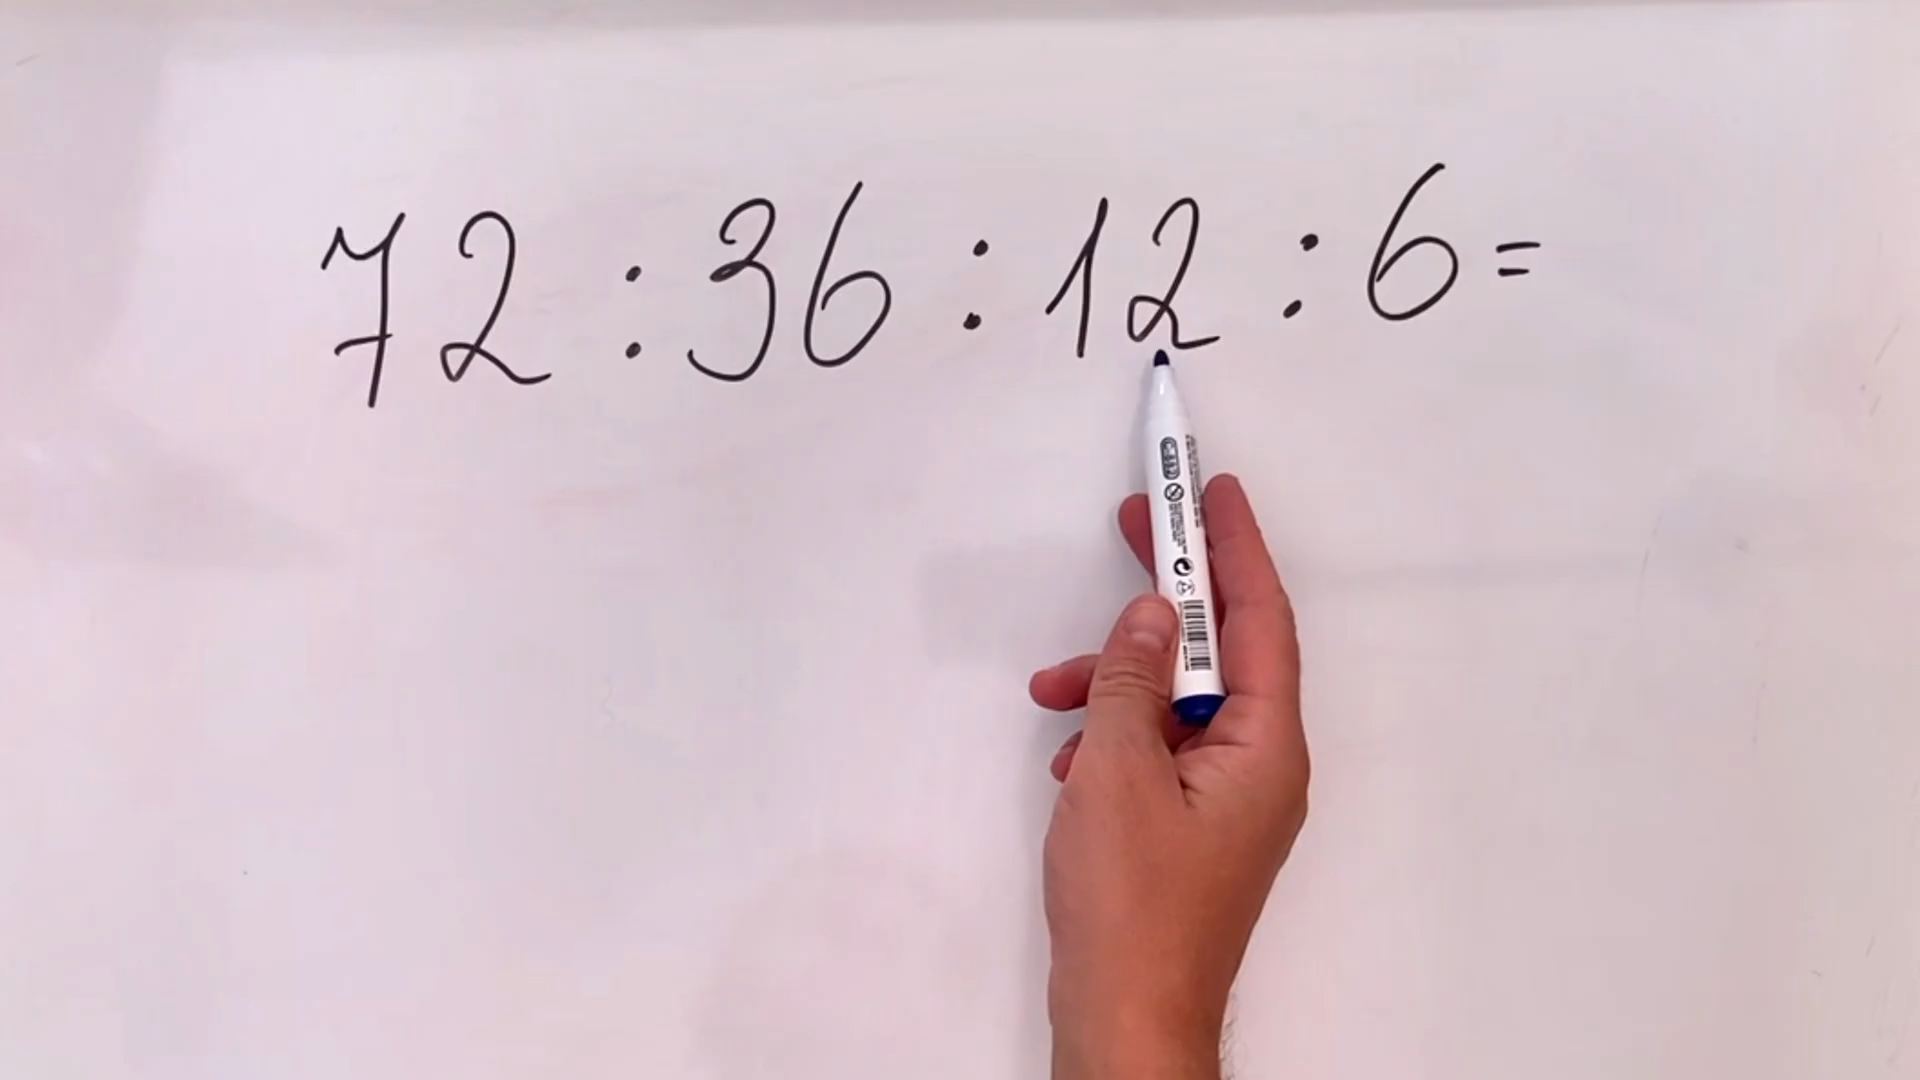 72 : 36 : 12 : 6 =